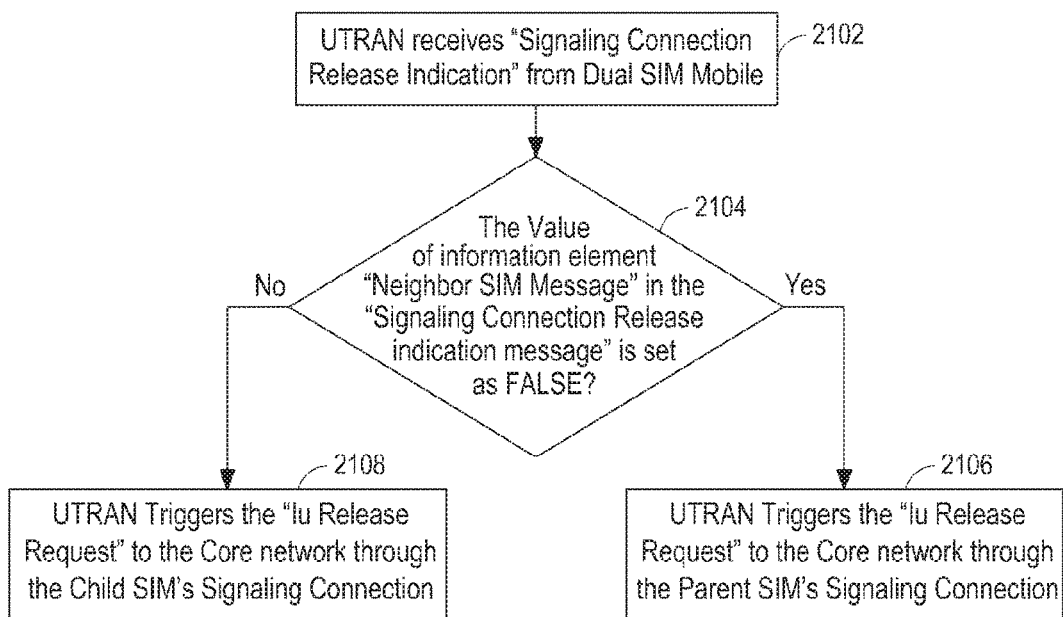 UTRAN receives “Signaling Connection
Release Indication” from Dual SIM Mobile
2102
2104
The Value
of information element
“Neighbor SIM Message” in the
“Signaling Connection Release
indication message” is set
as FALSE?
No
Yes
2108
UTRAN Triggers the “Iu Release
Request” to the Core network through
the Child SIM’s Signaling Connection
2106
UTRAN Triggers the “Iu Release
Request” to the Core network through
the Parent SIM’s Signaling Connection